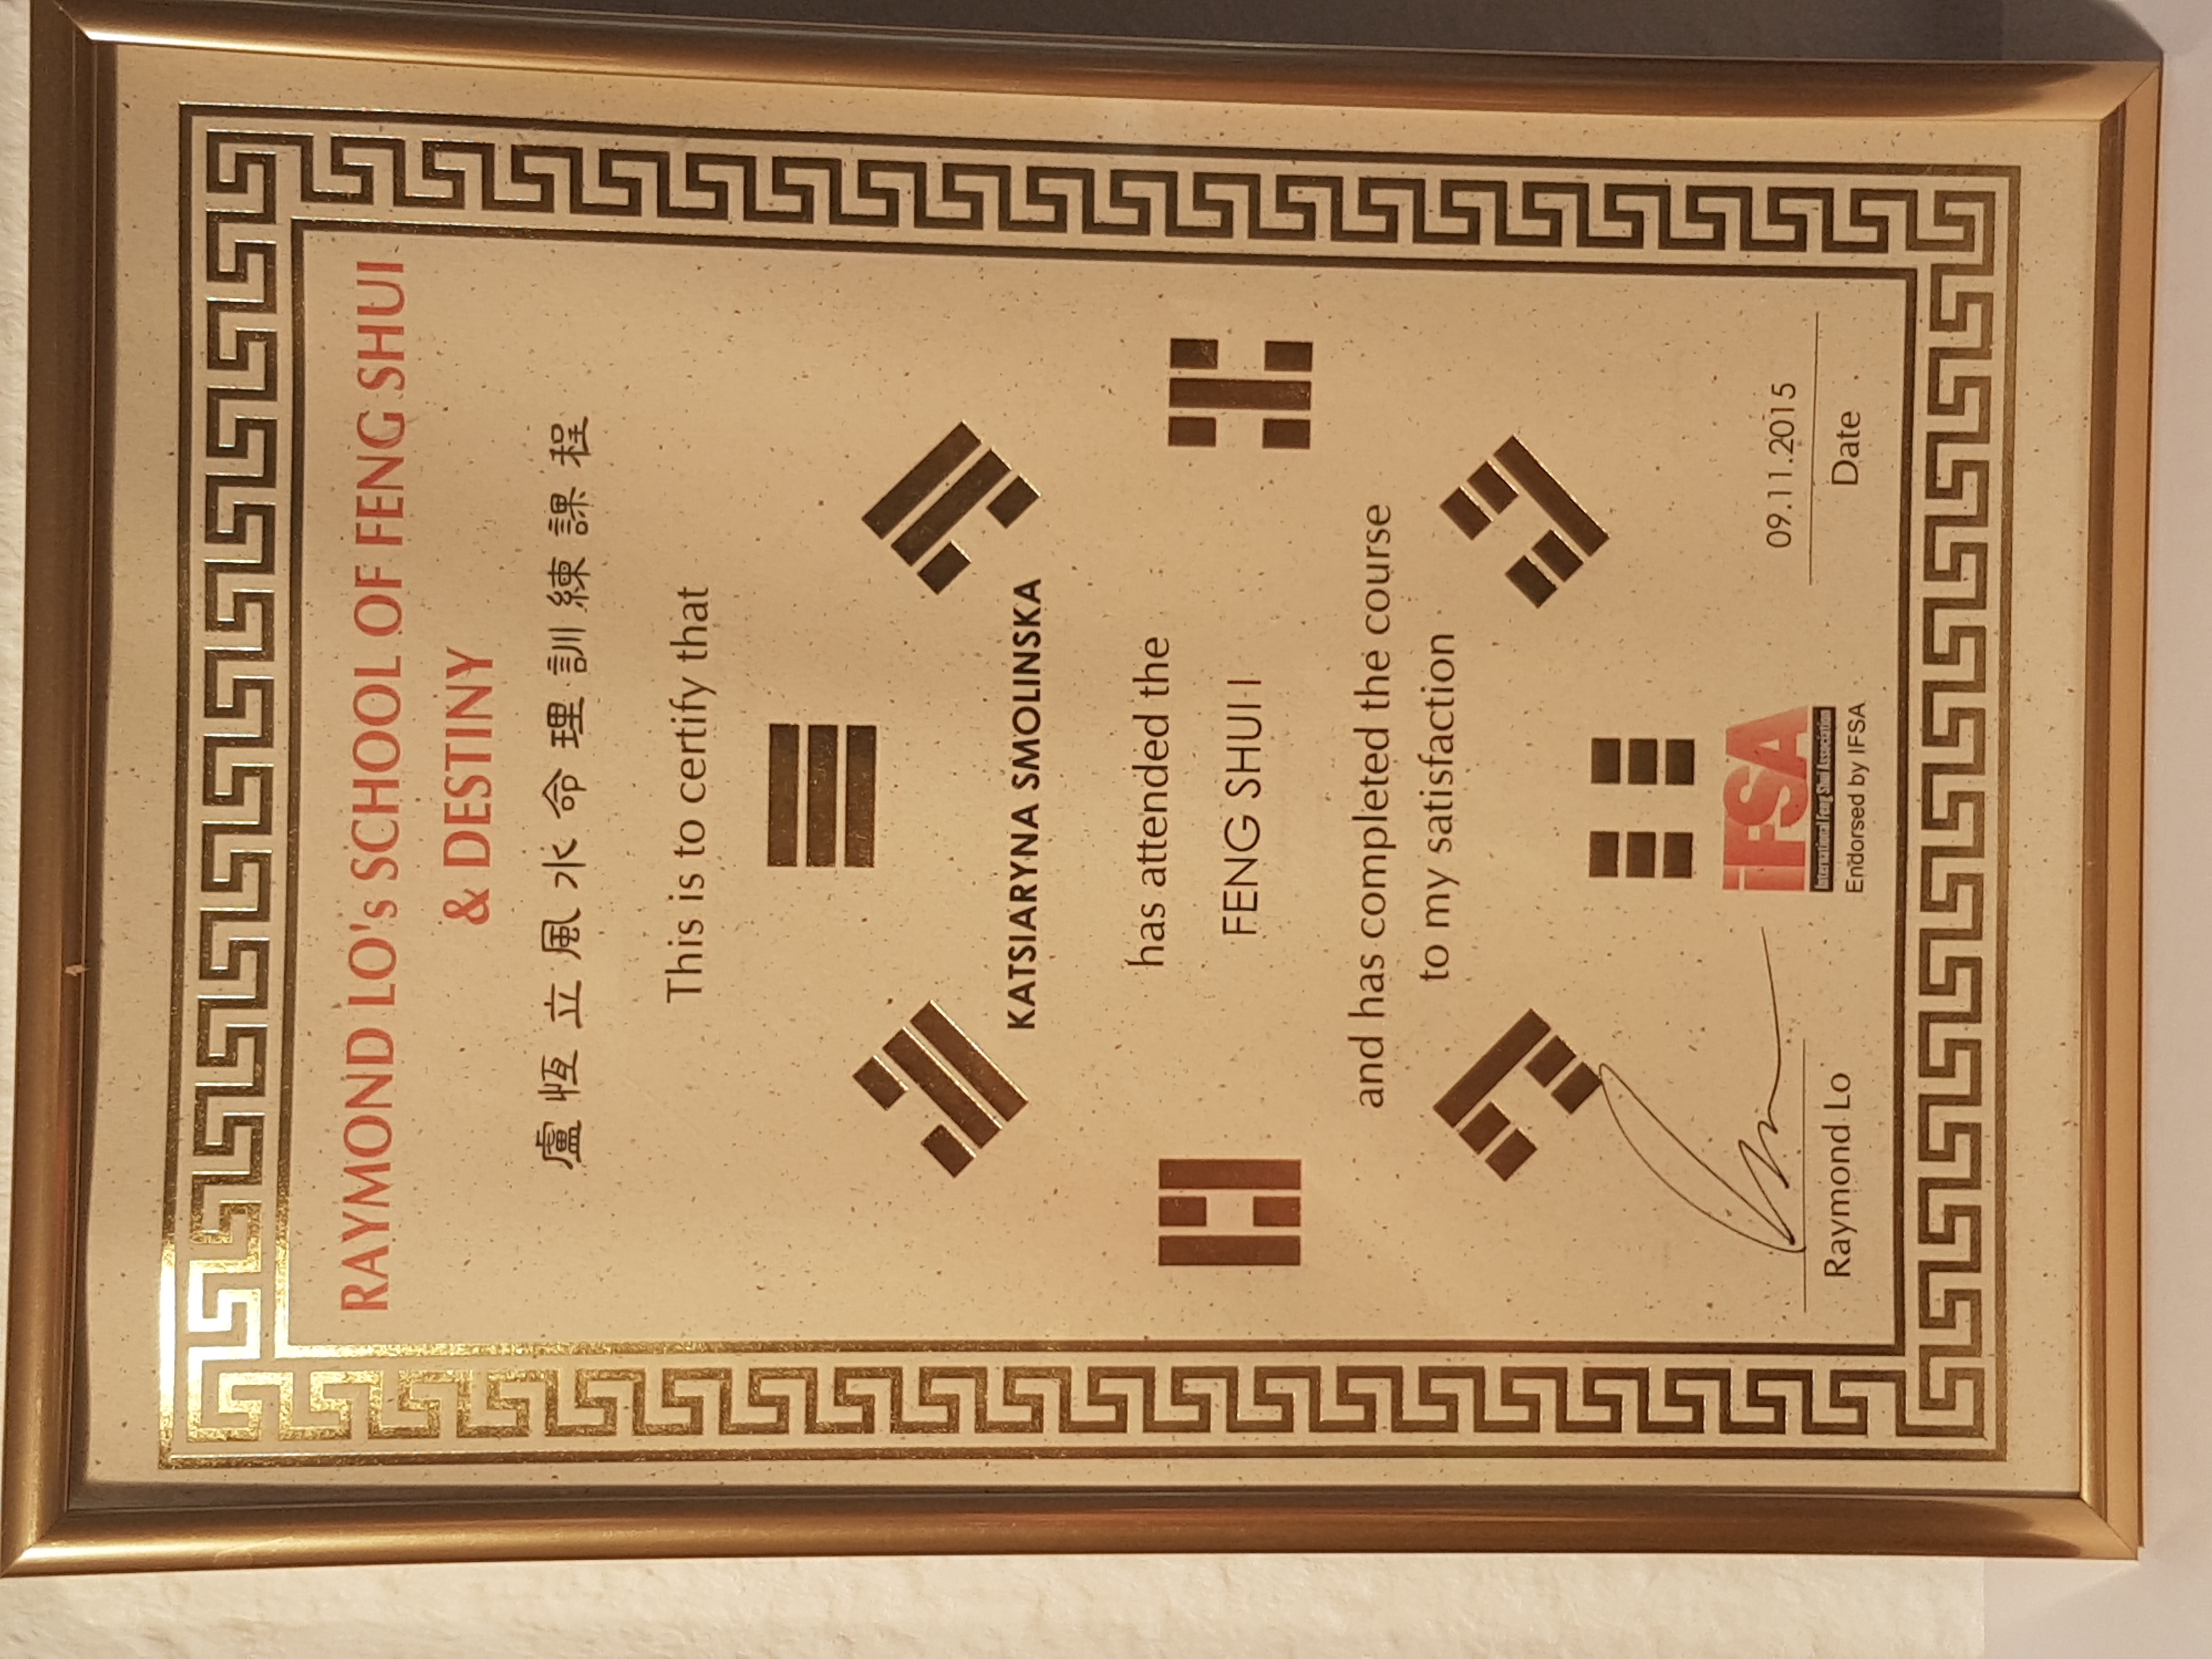 RAYMOND LO's SCHOOL OF FENG SHUI
& DESTINY
盧恆立風水命理訓練課程
This is to certify that
KATSIARYNA SMOLINSKA
has attended the
FENG SHUI I
and has completed the course
to my satisfaction
Raymond Lo
iFSA
International Feng Shui Association
Endorsed by IFSA
09.11.2015
Date